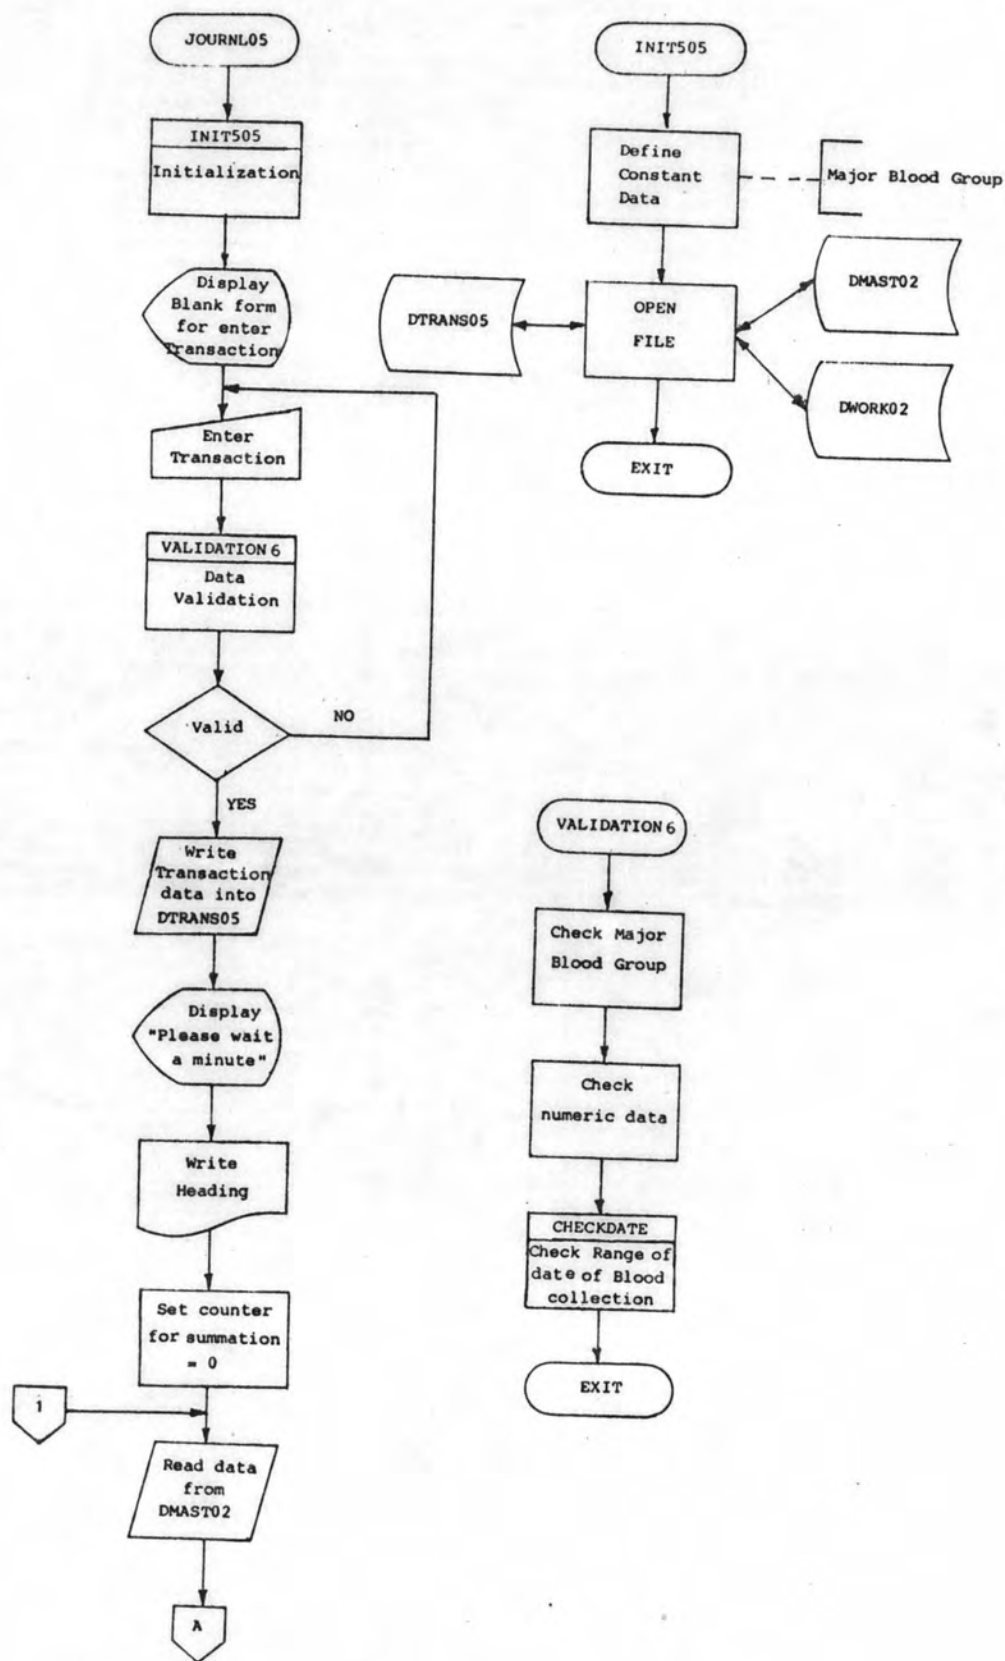 JOURNL05
INIT505
Initialization
Display
Blank form
for enter
Transaction
Enter
Transaction
VALIDATION 6
Data
Validation
Valid
NO
YES
Write
Transaction
data into
DTRANS05
Display
"Please wait
a minute"
Write
Heading
Set counter
for summation
= 0
1
Read data
from
DMAST02
A
INIT505
Define
Constant
Data
Major Blood Group
DTRANS05
OPEN
FILE
DMAST02
DWORK02
EXIT
VALIDATION 6
Check Major
Blood Group
Check
numeric data
CHECKDATE
Check Range of
date of Blood
collection
EXIT